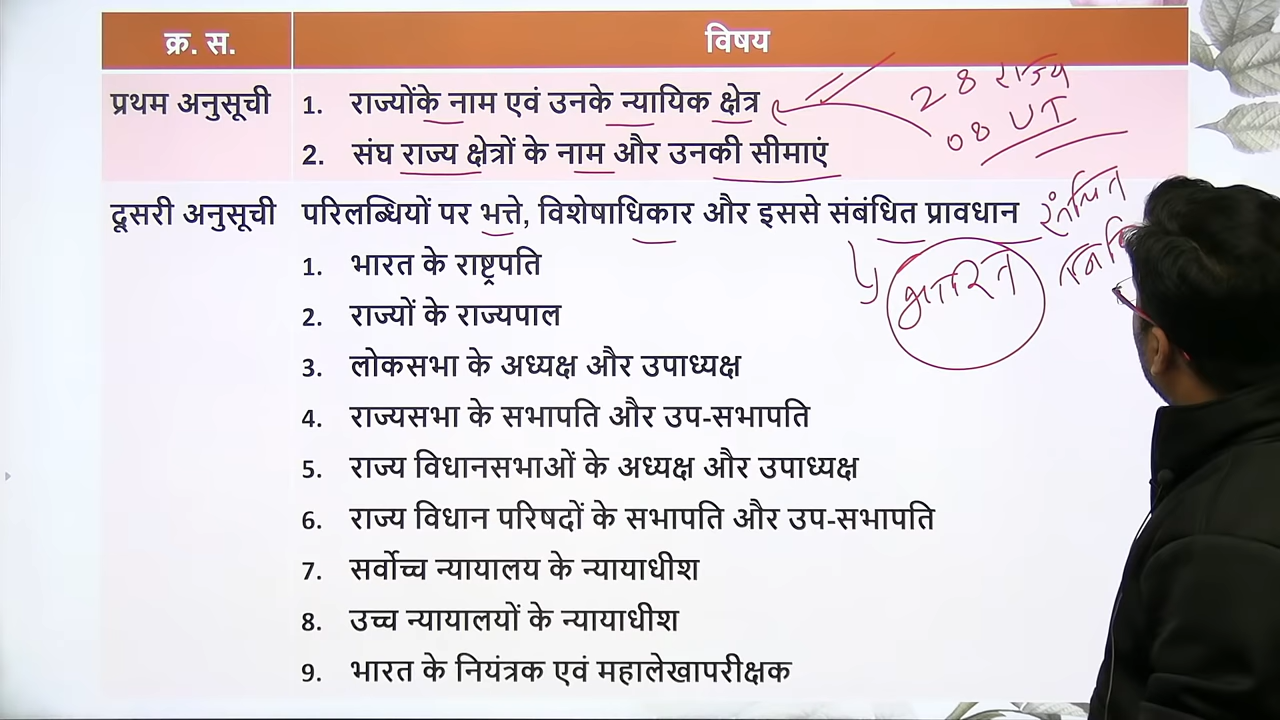 क्र. स. विषय
प्रथम अनुसूची 1. राज्योंके नाम एवं उनके न्यायिक क्षेत्र
28 राज्य
08 UT
2. संघ राज्य क्षेत्रों के नाम और उनकी सीमाएं
दूसरी अनुसूची परिलब्धियों पर भत्ते, विशेषाधिकार और इससे संबंधित प्रावधान
संचित
भारित
1. भारत के राष्ट्रपति
2. राज्यों के राज्यपाल
3. लोकसभा के अध्यक्ष और उपाध्यक्ष
4. राज्यसभा के सभापति और उप-सभापति
5. राज्य विधानसभाओं के अध्यक्ष और उपाध्यक्ष
6. राज्य विधान परिषदों के सभापति और उप-सभापति
7. सर्वोच्च न्यायालय के न्यायाधीश
8. उच्च न्यायालयों के न्यायाधीश
9. भारत के नियंत्रक एवं महालेखापरीक्षक